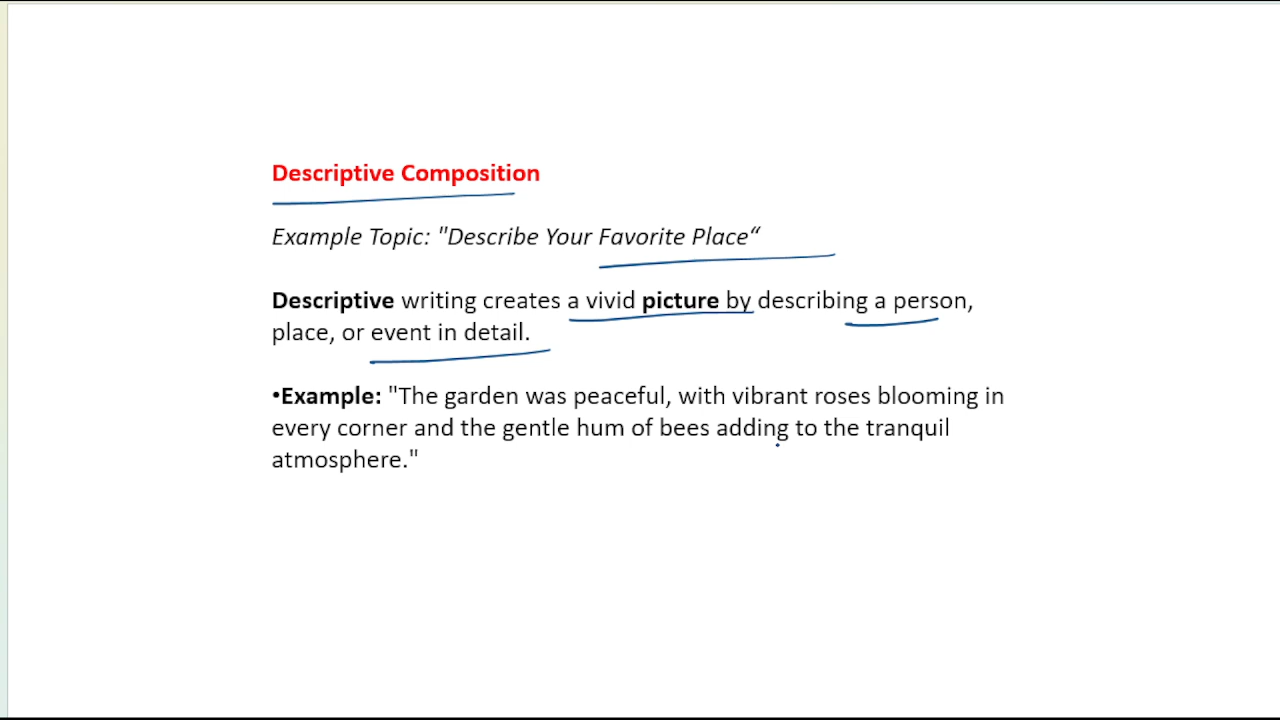 Descriptive Composition
Example Topic: "Describe Your Favorite Place“
Descriptive writing creates a vivid picture by describing a person,
place, or event in detail.
•Example: "The garden was peaceful, with vibrant roses blooming in
every corner and the gentle hum of bees adding to the tranquil
atmosphere."